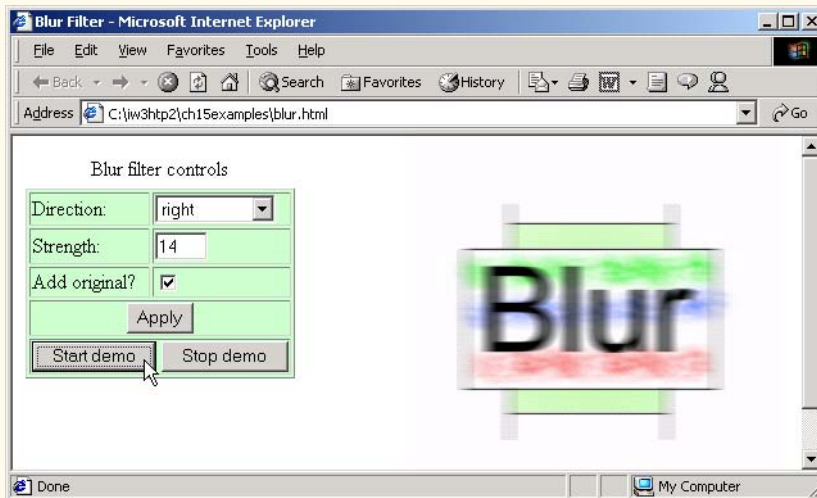 Blur Filter - Microsoft Internet Explorer
File Edit View Favorites Tools Help
Back Search Favorites History
Address C:\iw3htp2\ch15examples\blur.html Go
Blur filter controls
Direction: right
Strength: 14
Add original?
Apply
Start demo Stop demo
Blur
Done My Computer